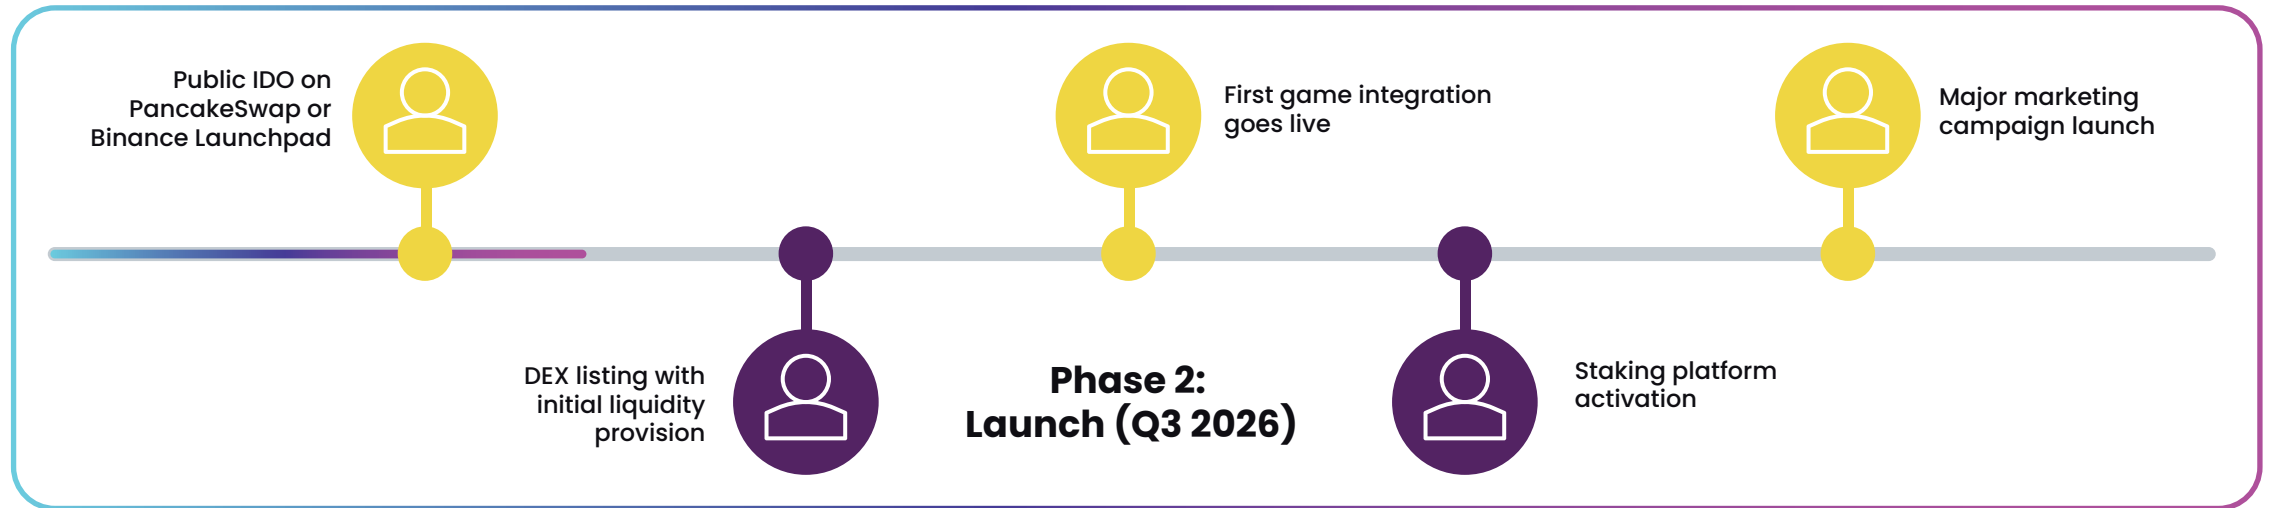 Public IDO on
PancakeSwap or
Binance Launchpad
First game integration
goes live
Major marketing
campaign launch
DEX listing with
initial liquidity
provision
Phase 2:
Launch (Q3 2026)
Staking platform
activation